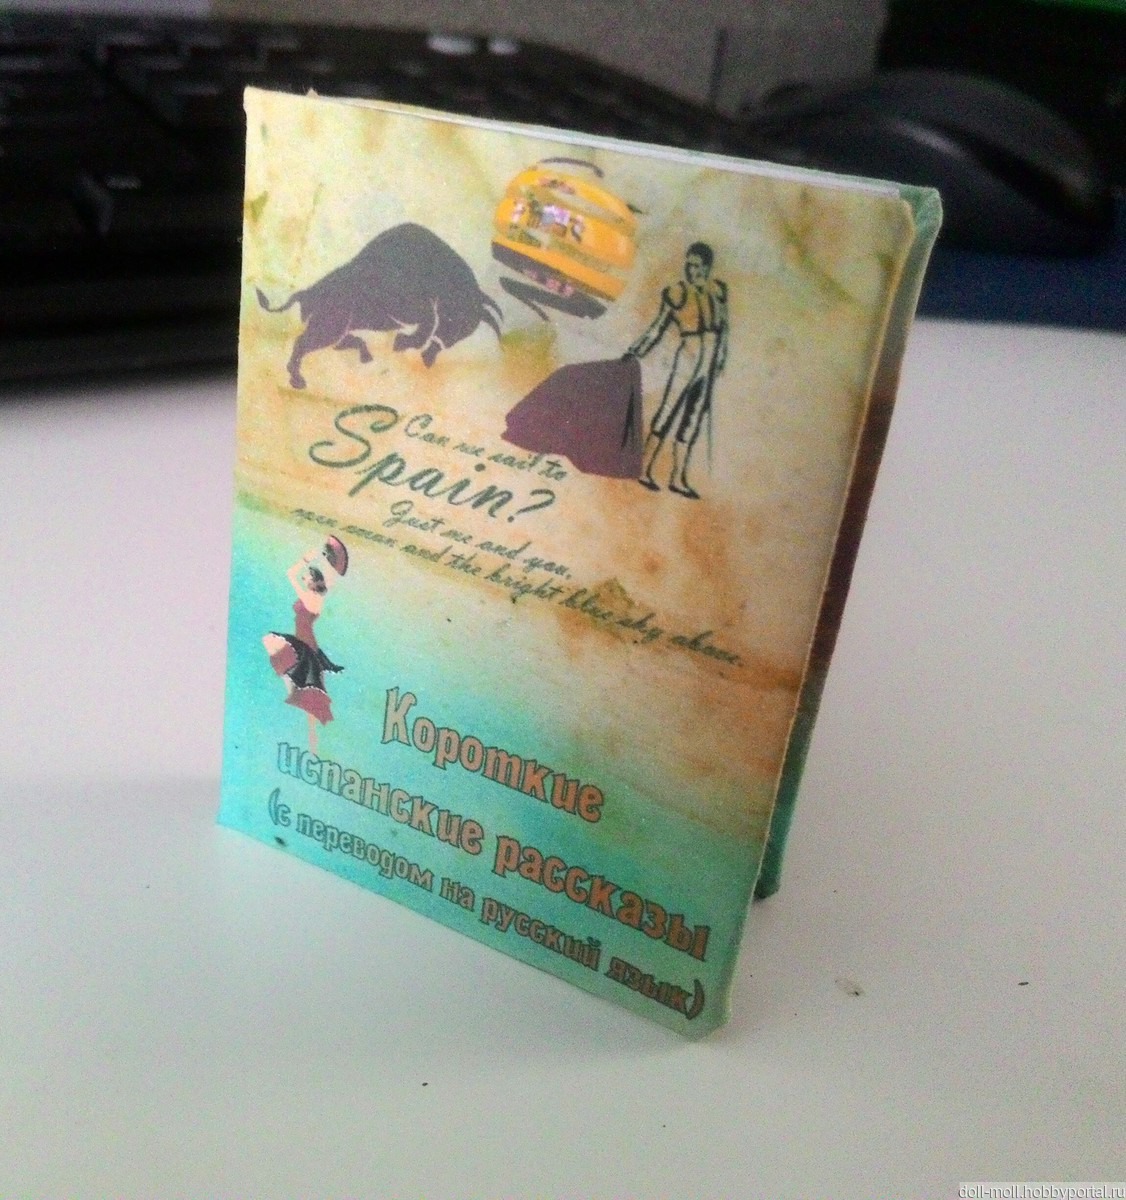 Can we sail to
Spain?
Just me and you,
open ocean and the bright blue sky above.
Короткие
испанские рассказы
(с переводом на русский язык)
doll-moll.hobbyportal.ru